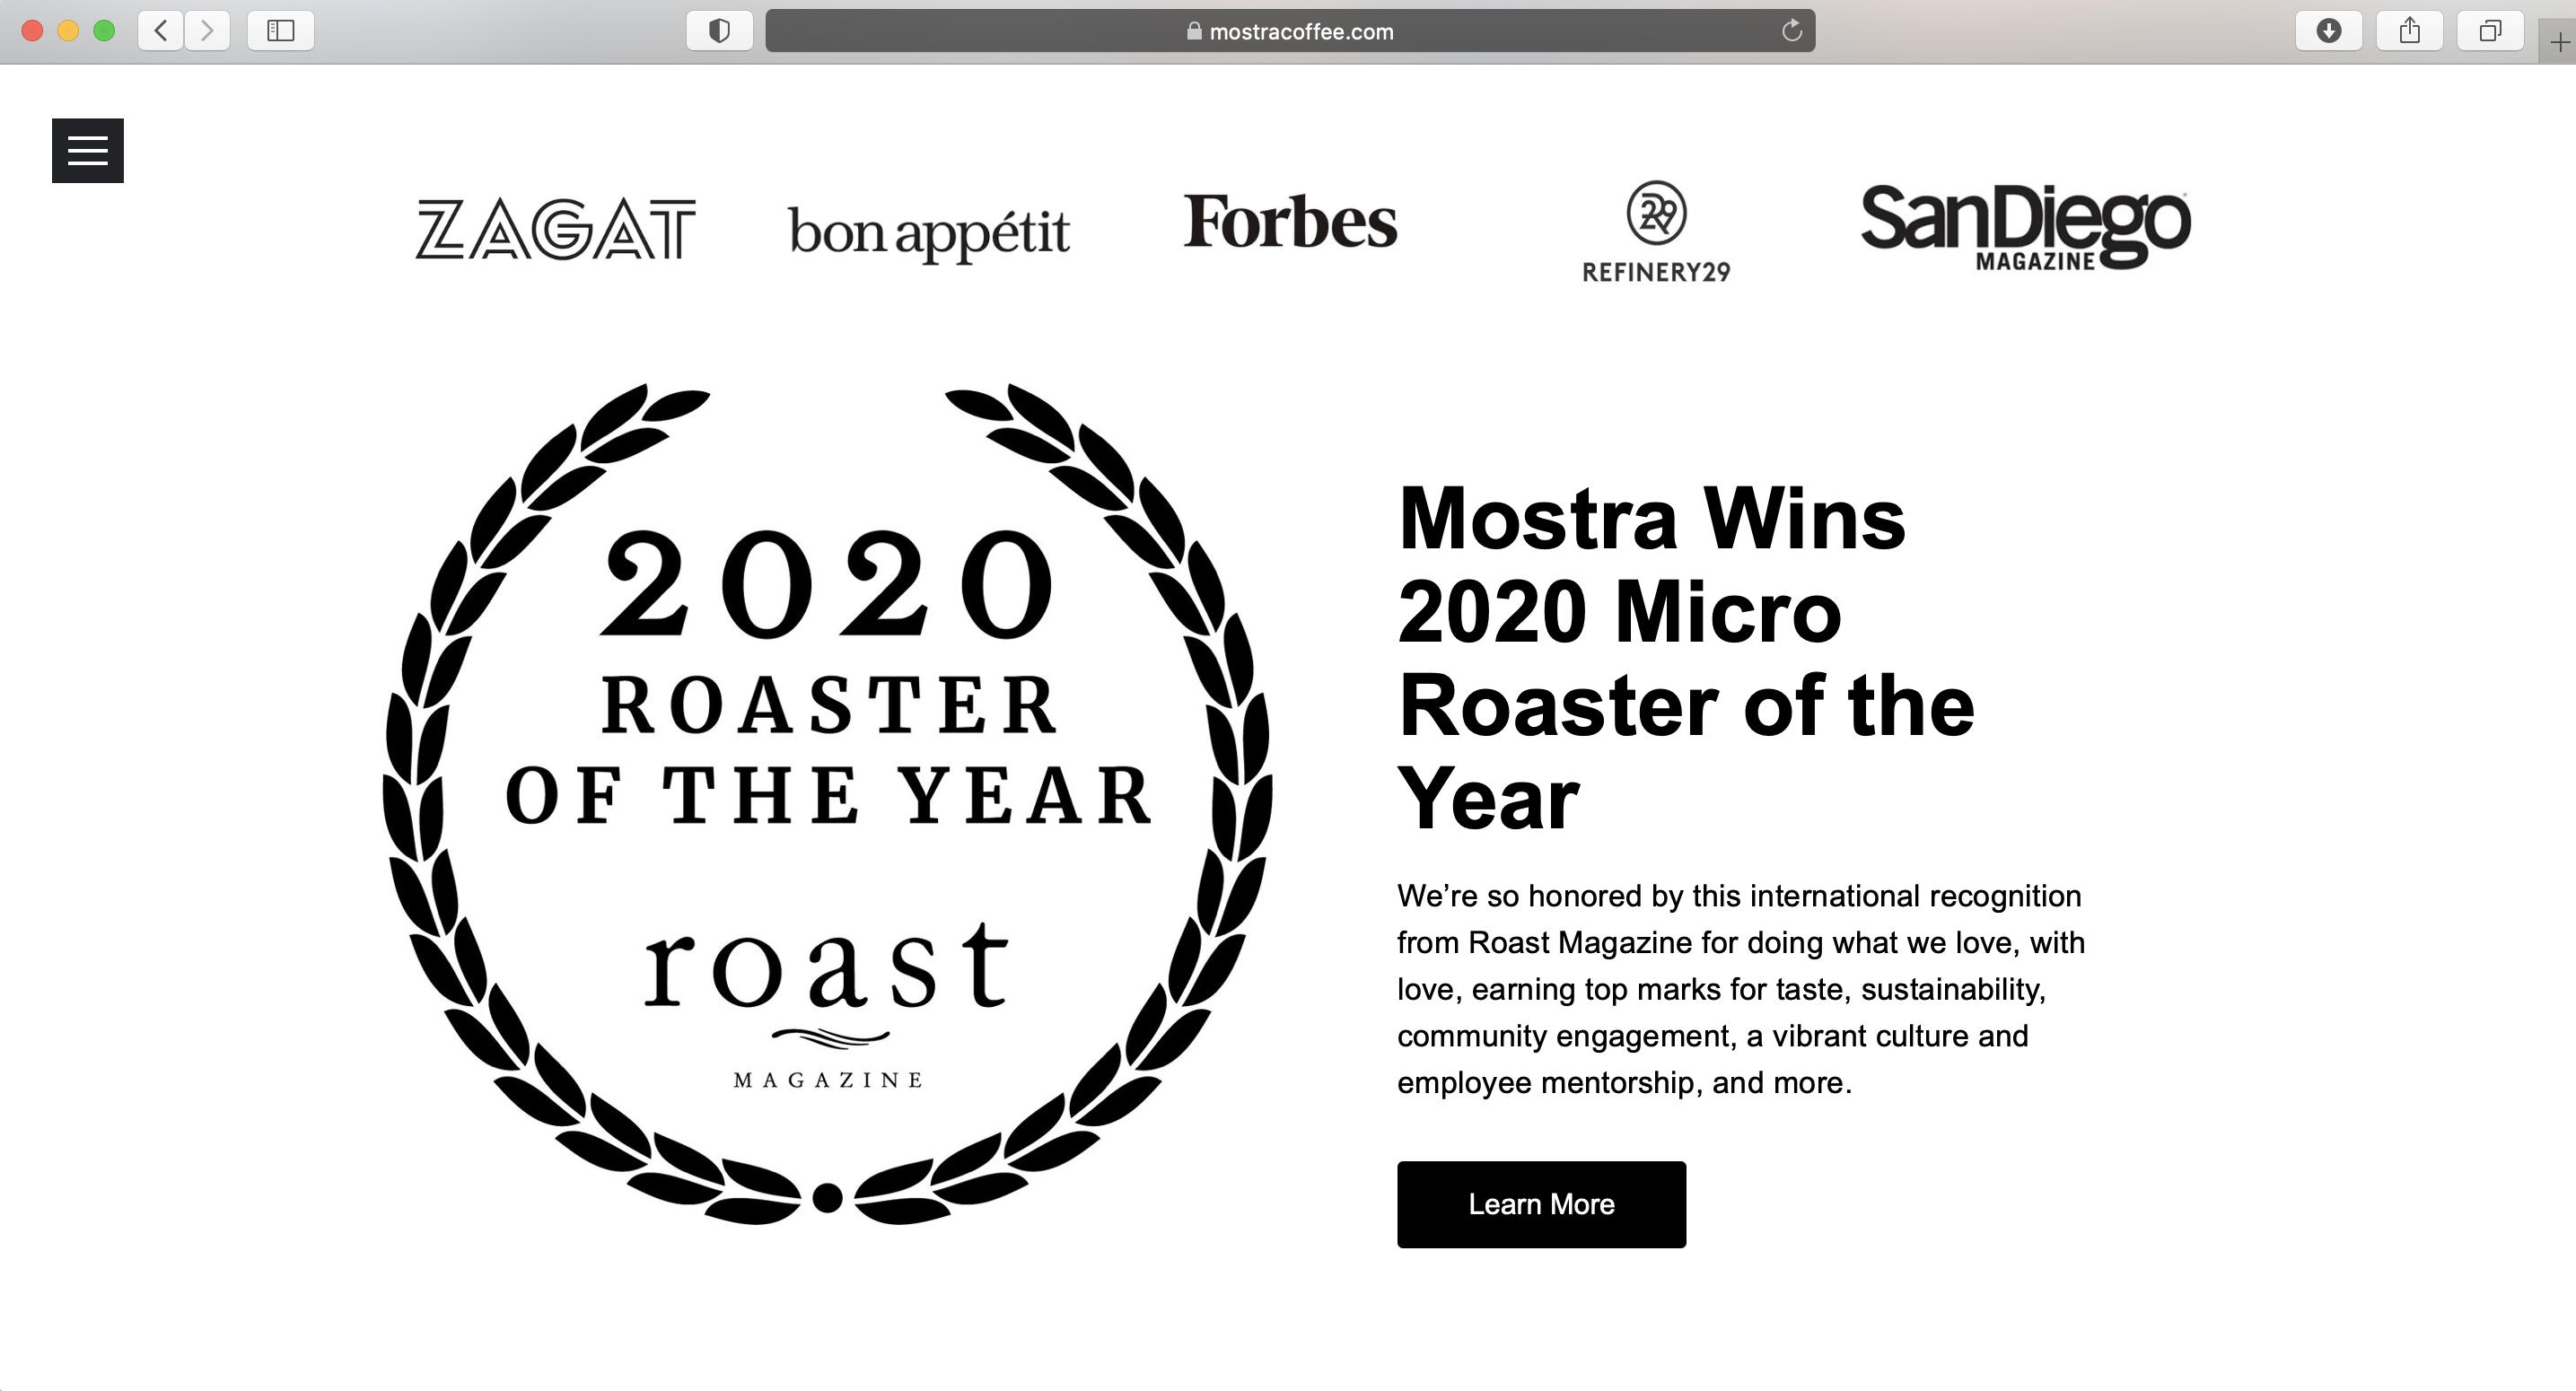 mostracoffee.com
ZAGAT
bon appétit
Forbes
R29
REFINERY29
SanDiego
MAGAZINE
2020
ROASTER
OF THE YEAR
roast
MAGAZINE
Mostra Wins
2020 Micro
Roaster of the
Year
We’re so honored by this international recognition
from Roast Magazine for doing what we love, with
love, earning top marks for taste, sustainability,
community engagement, a vibrant culture and
employee mentorship, and more.
Learn More